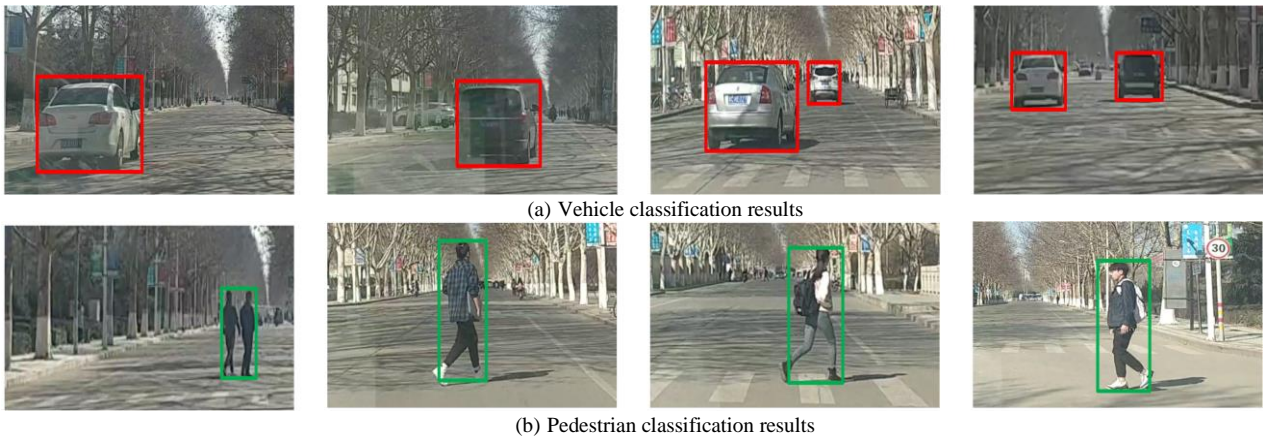 (a) Vehicle classification results
30
(b) Pedestrian classification results